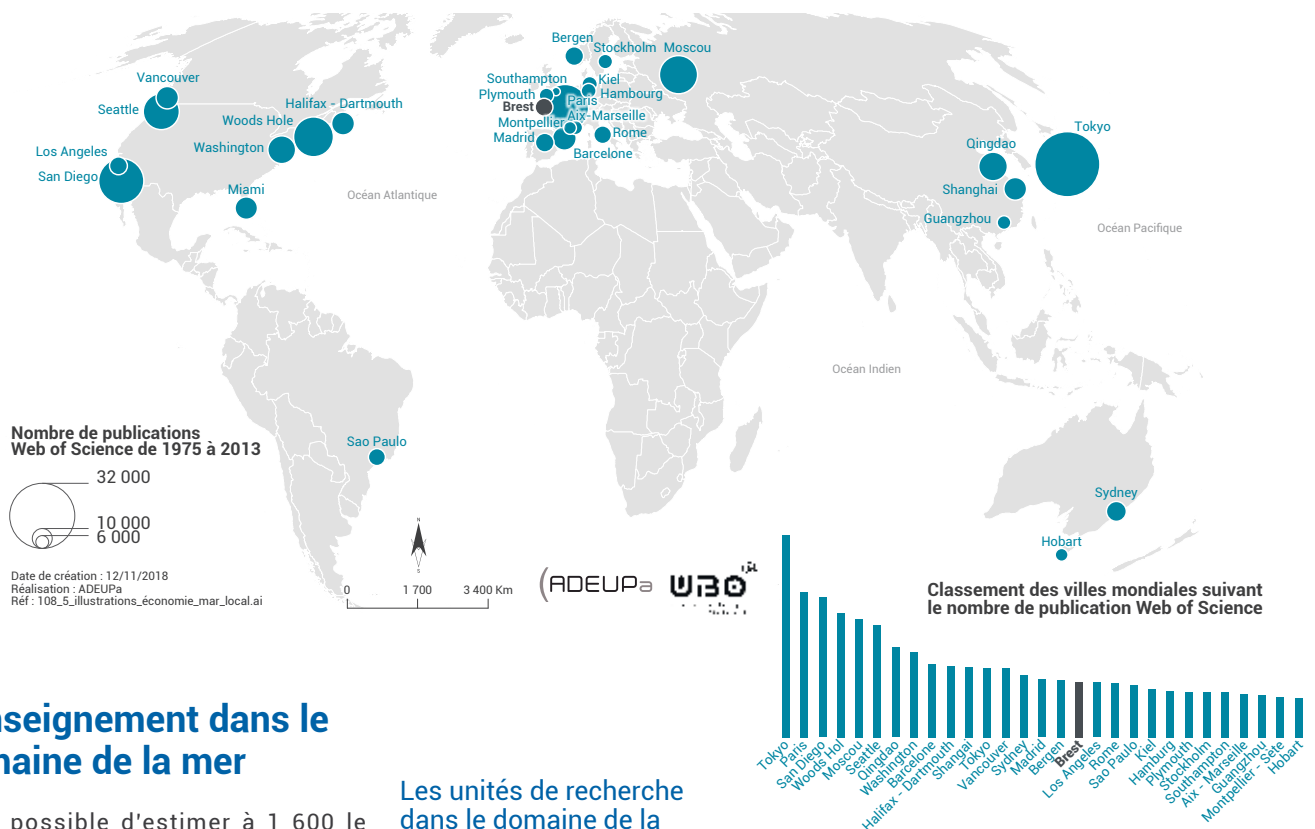 Bergen
Stockholm
Moscou
Vancouver
Southampton
Kiel
Seattle
Halifax - Dartmouth
Plymouth
Hambourg
Paris
Brest
Woods Hole
Montpellier
Aix-Marseille
Tokyo
Washington
Madrid
Rome
Qingdao
Los Angeles
Barcelone
San Diego
Miami
Océan Atlantique
Shanghai
Guangzhou
Océan Pacifique
Océan Indien
Sao Paulo
Sydney
Hobart
Nombre de publications
Web of Science de 1975 à 2013
32 000
10 000
6 000
Date de création : 12/11/2018
Réalisation : ADEUPa
Réf : 108_5_illustrations_économie_mar_local.ai
N
S
0 1 700 3 400 Km
ADEUPa
UBO
Classement des villes mondiales suivant
le nombre de publication Web of Science
Tokyo
Paris
San Diego
Woods Hol
Moscou
Seattle
Qingdao
Washington
Barcelone
Halifax - Dartmouth
Shangai
Tokyo
Vancouver
Sydney
Madrid
Bergen
Brest
Los Angeles
Rome
Sao Paulo
Kiel
Hamburg
Plymouth
Stockholm
Southampton
Aix - Marseille
Guangzhou
Montpellier - Sete
Hobart
nseignement dans le
maine de la mer
possible d'estimer à 1 600 le
Les unités de recherche
dans le domaine de la